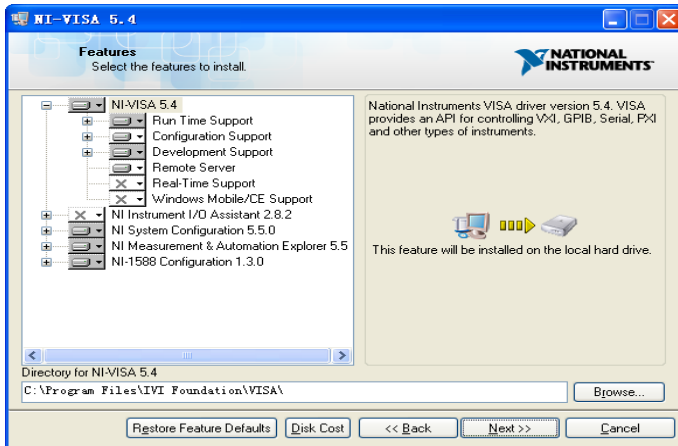 NI-VISA 5.4
Features
Select the features to install.
NATIONAL
INSTRUMENTS™
NI-VISA 5.4
Run Time Support
Configuration Support
Development Support
Remote Server
Real-Time Support
Windows Mobile/CE Support
NI Instrument I/O Assistant 2.8.2
NI System Configuration 5.5.0
NI Measurement & Automation Explorer 5.5
NI-1588 Configuration 1.3.0
National Instruments VISA driver version 5.4. VISA
provides an API for controlling VXI, GPIB, Serial, PXI
and other types of instruments.
This feature will be installed on the local hard drive.
Directory for NI-VISA 5.4
C:\Program Files\IVI Foundation\VISA\
Browse...
Restore Feature Defaults
Disk Cost
<< Back
Next >>
Cancel